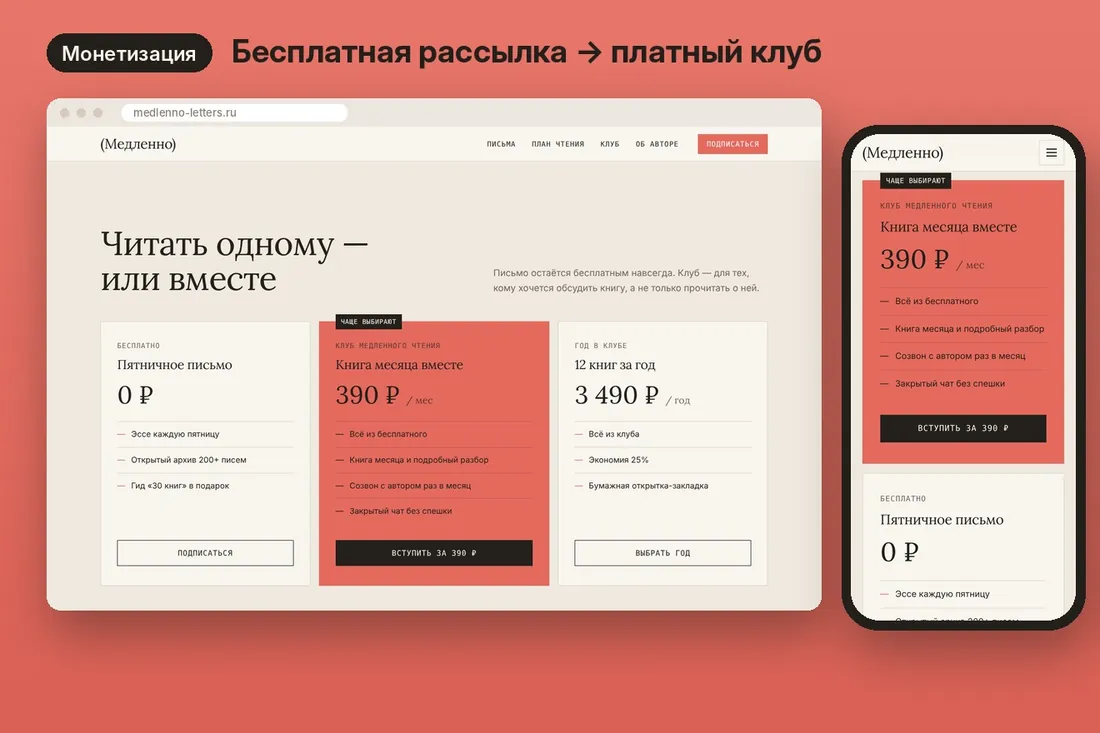 Монетизация
Бесплатная рассылка → платный клуб
medlenno-letters.ru
(Медленно)
ПИСЬМА
ПЛАН ЧТЕНИЯ
КЛУБ
ОБ АВТОРЕ
ПОДПИСАТЬСЯ
Читать одному —
или вместе
Письмо остаётся бесплатным навсегда. Клуб — для тех,
кому хочется обсудить книгу, а не только прочитать о ней.
БЕСПЛАТНО
Пятничное письмо
0 ₽
— Эссе каждую пятницу
— Открытый архив 200+ писем
— Гид «30 книг» в подарок
ПОДПИСАТЬСЯ
ЧАЩЕ ВЫБИРАЮТ
КЛУБ МЕДЛЕННОГО ЧТЕНИЯ
Книга месяца вместе
390 ₽ / мес
— Всё из бесплатного
— Книга месяца и подробный разбор
— Созвон с автором раз в месяц
— Закрытый чат без спешки
ВСТУПИТЬ ЗА 390 ₽
ГОД В КЛУБЕ
12 книг за год
3 490 ₽ / год
— Всё из клуба
— Экономия 25%
— Бумажная открытка-закладка
ВЫБРАТЬ ГОД
(Медленно)
ЧАЩЕ ВЫБИРАЮТ
КЛУБ МЕДЛЕННОГО ЧТЕНИЯ
Книга месяца вместе
390 ₽ / мес
— Всё из бесплатного
— Книга месяца и подробный разбор
— Созвон с автором раз в месяц
— Закрытый чат без спешки
ВСТУПИТЬ ЗА 390 ₽
БЕСПЛАТНО
Пятничное письмо
0 ₽
— Эссе каждую пятницу